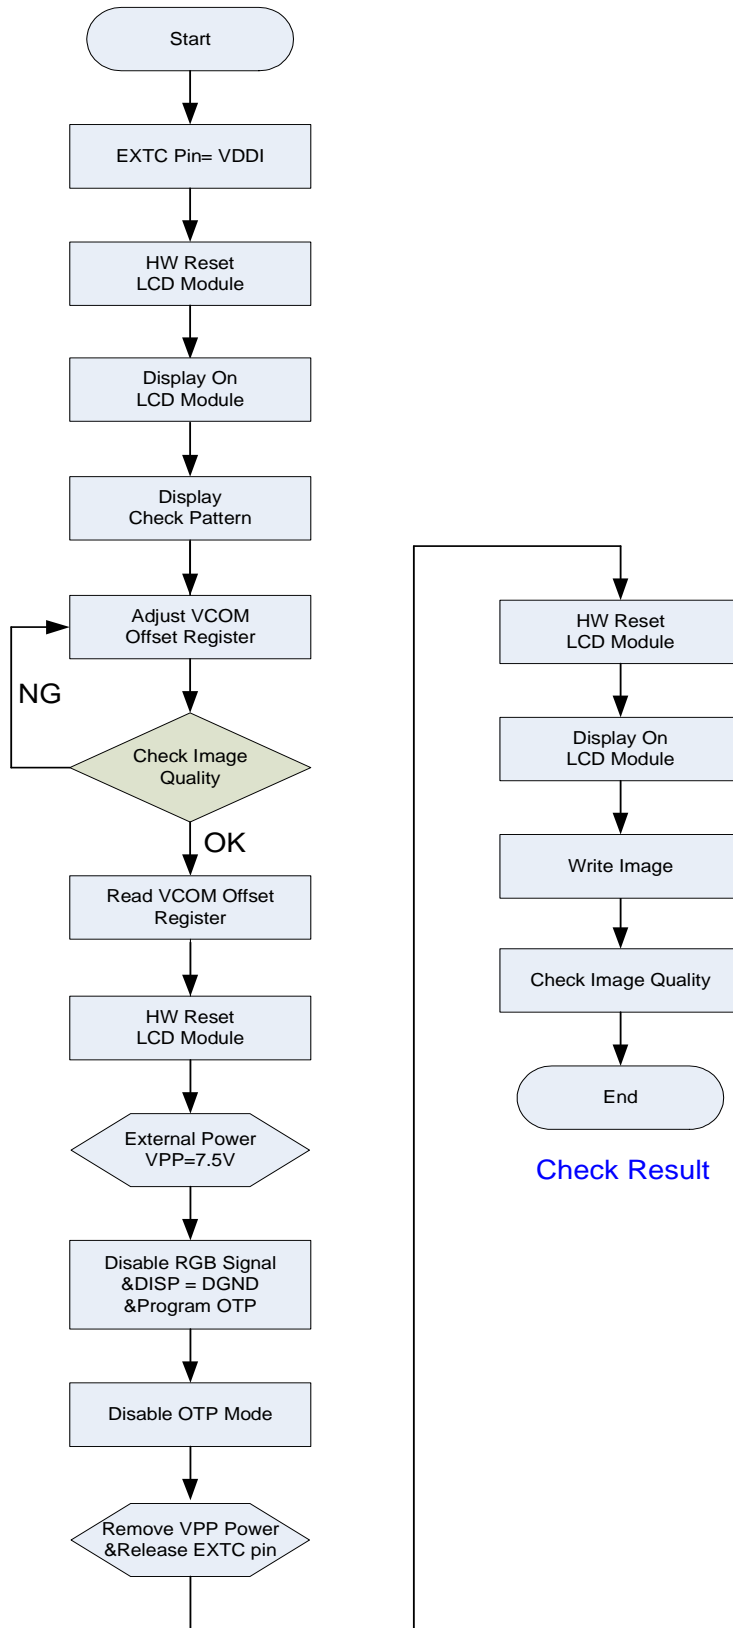 Start
EXTC Pin= VDDI
HW Reset
LCD Module
Display On
LCD Module
Display
Check Pattern
Adjust VCOM
Offset Register
NG
Check Image
Quality
OK
Read VCOM Offset
Register
HW Reset
LCD Module
External Power
VPP=7.5V
Disable RGB Signal
&DISP = DGND
&Program OTP
Disable OTP Mode
Remove VPP Power
&Release EXTC pin
HW Reset
LCD Module
Display On
LCD Module
Write Image
Check Image Quality
End
Check Result